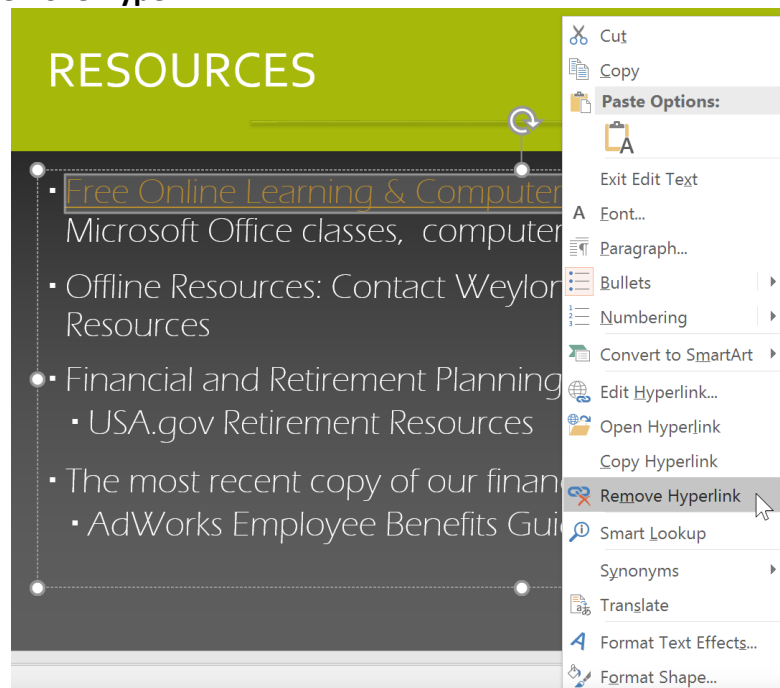 RESOURCES
Free Online Learning & Computer
Microsoft Office classes, computer
Offline Resources: Contact
Resources
Financial and Retirement Planning
USA.gov Retirement Resources
The most recent copy of our
AdWorks Employee Benefits
Cut
Copy
Paste Options:
Exit Edit Text
Font...
Paragraph...
Bullets
Numbering
Convert to SmartArt
Edit Hyperlink...
Open Hyperlink
Copy Hyperlink
Remove Hyperlink
Smart Lookup
Synonyms
Translate
Format Text Effects...
Format Shape...